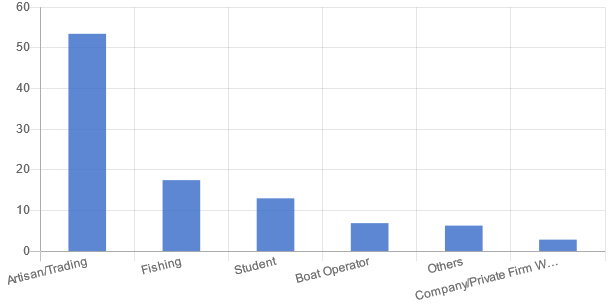 60
50
40
30
20
10
0
Artisan/Trading
Fishing
Student
Boat Operator
Others
Company/Private Firm W...